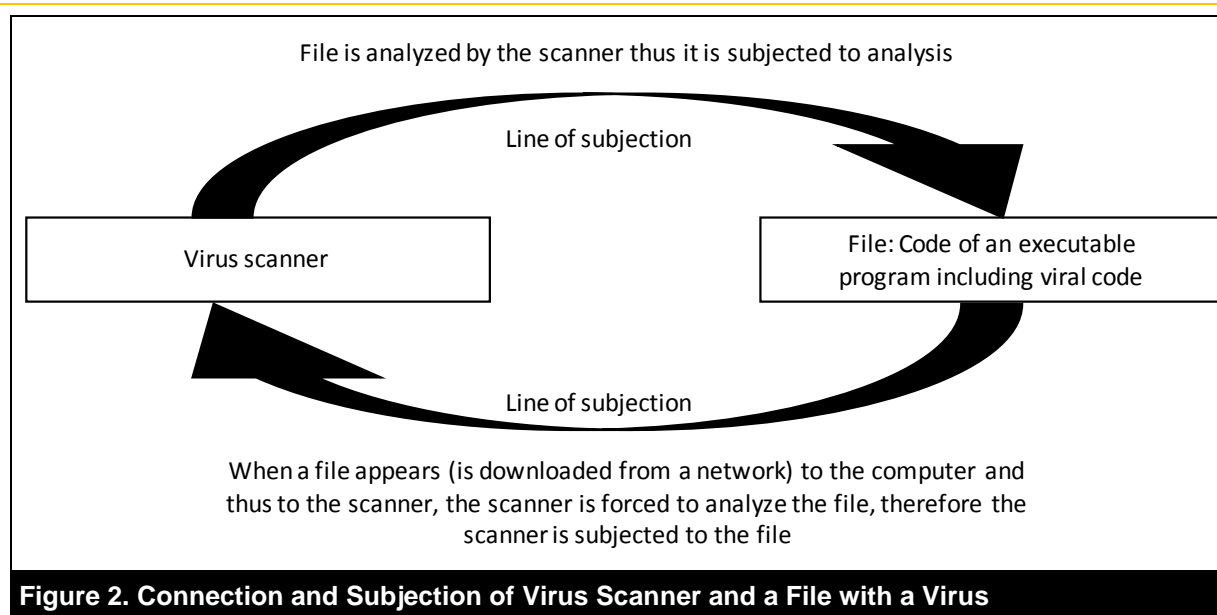 File is analyzed by the scanner thus it is subjected to analysis
Line of subjection
Virus scanner
File: Code of an executable
program including viral code
Line of subjection
When a file appears (is downloaded from a network) to the computer and
thus to the scanner, the scanner is forced to analyze the file, therefore the
scanner is subjected to the file
Figure 2. Connection and Subjection of Virus Scanner and a File with a Virus